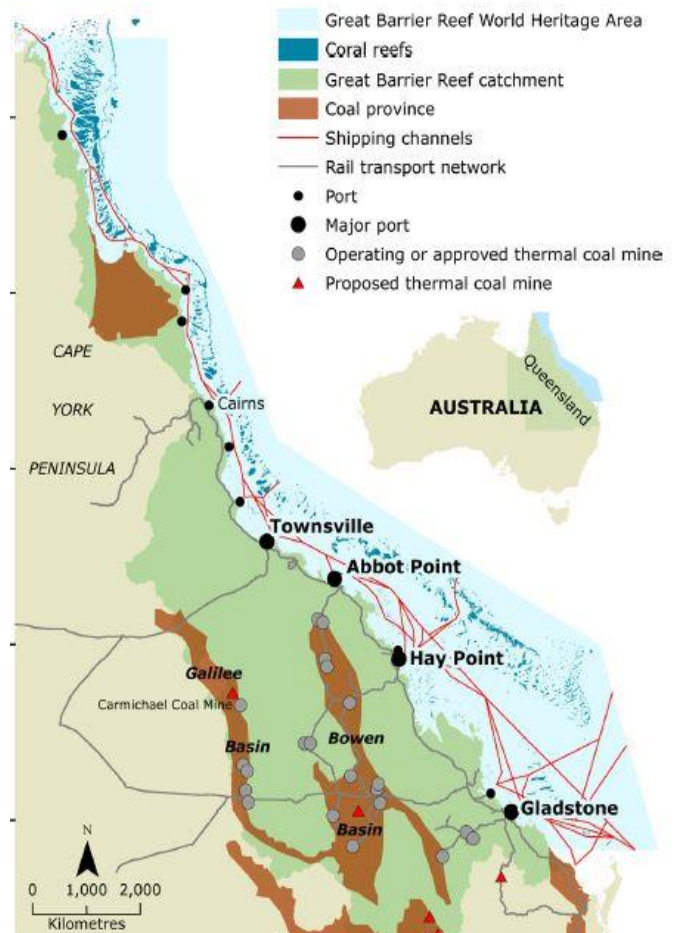 Great Barrier Reef World Heritage Area
Coral reefs
Great Barrier Reef catchment
Coal province
Shipping channels
Rail transport network
Port
Major port
Operating or approved thermal coal mine
Proposed thermal coal mine
CAPE
YORK
PENINSULA
Cairns
AUSTRALIA
Queensland
Townsville
Abbot Point
Hay Point
Galilee
Carmichael Coal Mine
Basin
Bowen
Basin
Gladstone
N
0 1,000 2,000
Kilometres